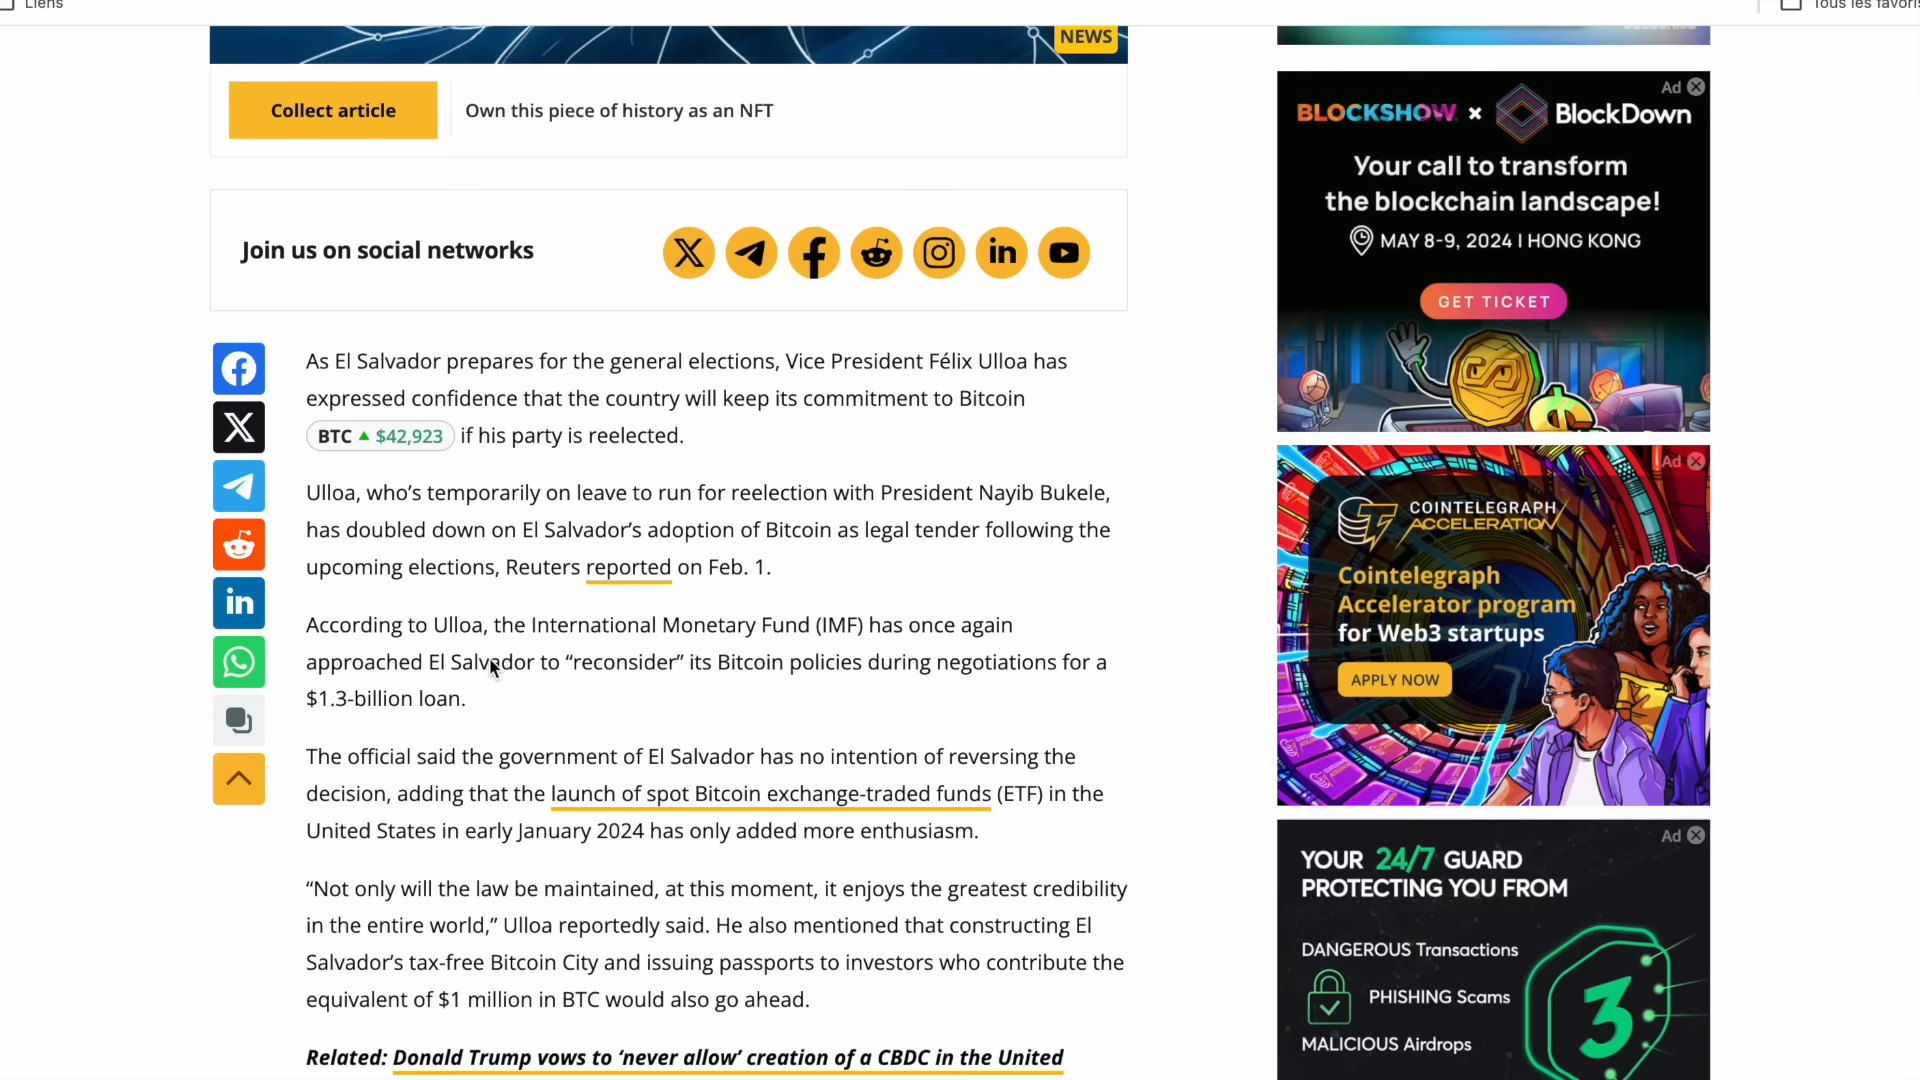 Liens
Tous les favoris
NEWS
Collect article
Own this piece of history as an NFT
Join us on social networks
As El Salvador prepares for the general elections, Vice President Félix Ulloa has
expressed confidence that the country will keep its commitment to Bitcoin
BTC ▲ $42,923 if his party is reelected.
Ulloa, who’s temporarily on leave to run for reelection with President Nayib Bukele,
has doubled down on El Salvador’s adoption of Bitcoin as legal tender following the
upcoming elections, Reuters reported on Feb. 1.
According to Ulloa, the International Monetary Fund (IMF) has once again
approached El Salvador to “reconsider” its Bitcoin policies during negotiations for a
$1.3-billion loan.
The official said the government of El Salvador has no intention of reversing the
decision, adding that the launch of spot Bitcoin exchange-traded funds (ETF) in the
United States in early January 2024 has only added more enthusiasm.
“Not only will the law be maintained, at this moment, it enjoys the greatest credibility
in the entire world,” Ulloa reportedly said. He also mentioned that constructing El
Salvador’s tax-free Bitcoin City and issuing passports to investors who contribute the
equivalent of $1 million in BTC would also go ahead.
Related: Donald Trump vows to ‘never allow’ creation of a CBDC in the United
Ad
BLOCKSHOW × BlockDown
Your call to transform
the blockchain landscape!
MAY 8-9, 2024 I HONG KONG
GET TICKET
Ad
COINTELEGRAPH
ACCELERATION
Cointelegraph
Accelerator program
for Web3 startups
APPLY NOW
Ad
YOUR 24/7 GUARD
PROTECTING YOU FROM
DANGEROUS Transactions
PHISHING Scams
MALICIOUS Airdrops
3